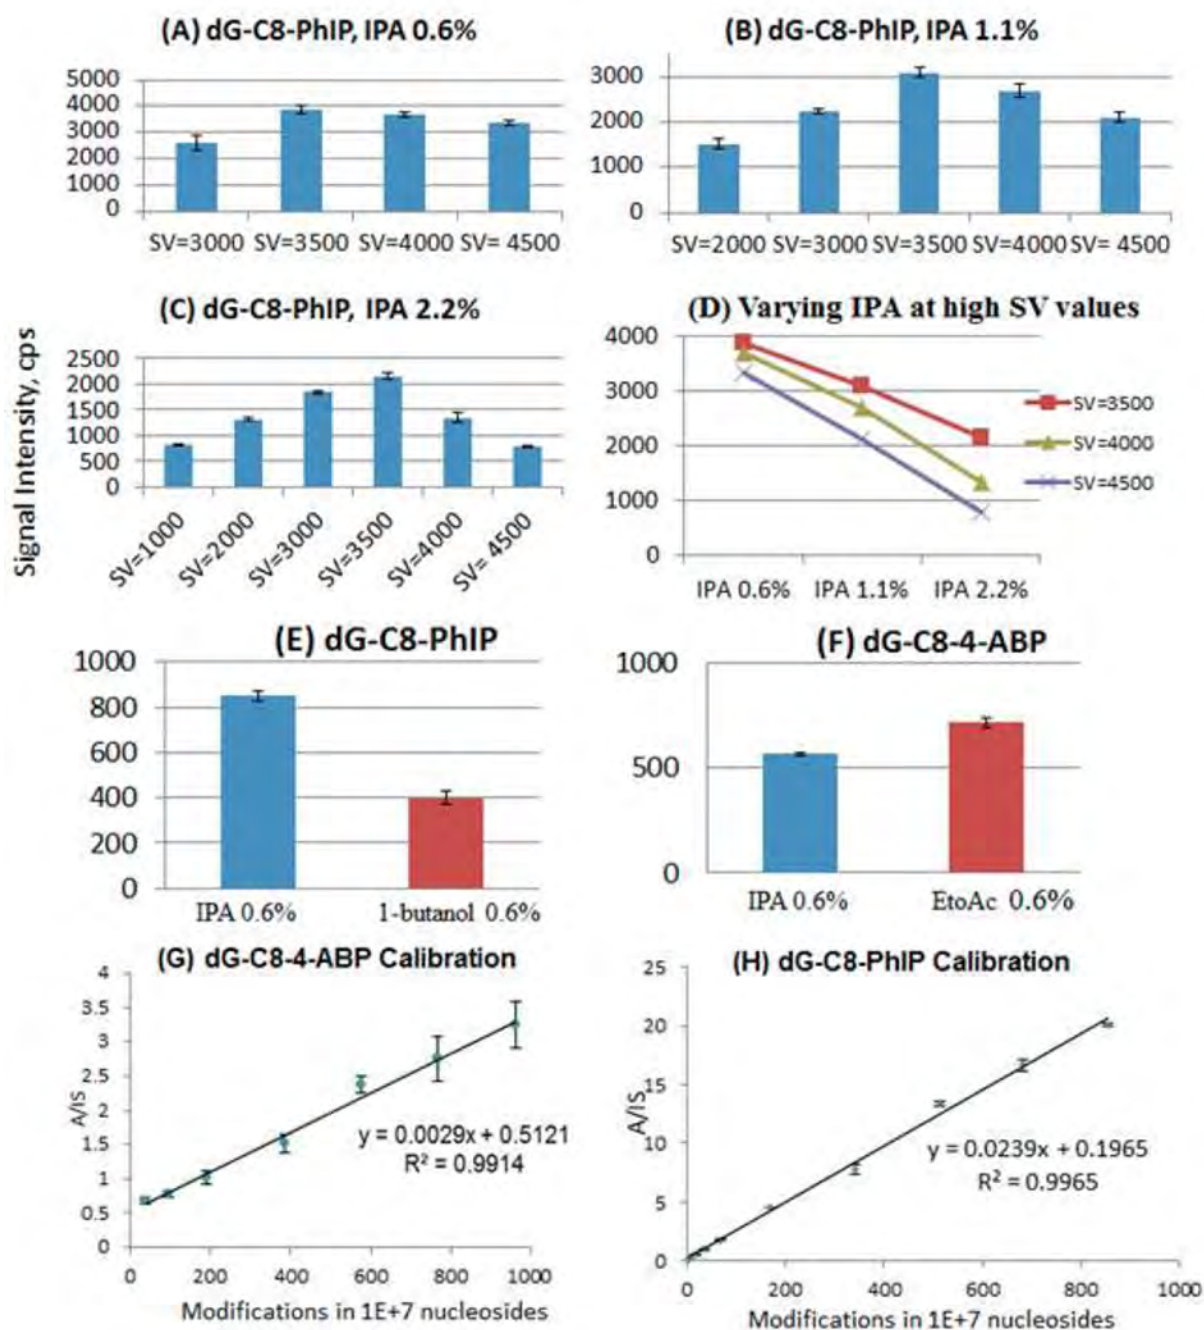 (A) dG-C8-PhIP, IPA 0.6%
5000
4000
3000
2000
1000
0
SV=3000 SV=3500 SV=4000 SV= 4500
(B) dG-C8-PhIP, IPA 1.1%
3000
2000
1000
0
SV=2000 SV=3000 SV=3500 SV=4000 SV= 4500
Signal Intensity, cps
(C) dG-C8-PhIP, IPA 2.2%
2500
2000
1500
1000
500
0
SV=1000
SV=2000
SV=3000
SV=3500
SV=4000
SV= 4500
(D) Varying IPA at high SV values
4000
3000
2000
1000
0
IPA 0.6% IPA 1.1% IPA 2.2%
SV=3500
SV=4000
SV=4500
(E) dG-C8-PhIP
1000
800
600
400
200
0
IPA 0.6% 1-butanol 0.6%
(F) dG-C8-4-ABP
1000
500
0
IPA 0.6% EtoAc 0.6%
(G) dG-C8-4-ABP Calibration
4
3.5
3
2.5
2
1.5
1
0.5
0
A/IS
y = 0.0029x + 0.5121
R² = 0.9914
0 200 400 600 800 1000
Modifications in 1E+7 nucleosides
(H) dG-C8-PhIP Calibration
25
20
15
10
5
0
A/IS
y = 0.0239x + 0.1965
R² = 0.9965
0 200 400 600 800 1000
Modifications in 1E+7 nucleosides